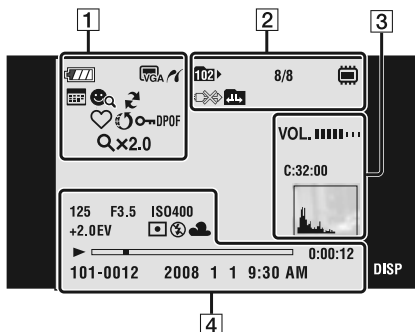 1
2
3
VGA
102
8/8
DPOF
×2.0
VOL.
C:32:00
125 F3.5 ISO400
+2.0EV
0:00:12
101-0012 2008 1 1 9:30 AM
DISP
4